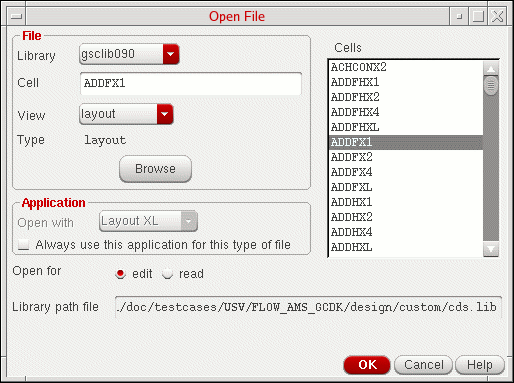 Open File
File
Library gsclib090
Cell ADDFX1
View layout
Type layout
Browse
Application
Open with Layout XL
Always use this application for this type of file
Cells
ACHCONX2
ADDFHX1
ADDFHX2
ADDFHX4
ADDFHXL
ADDFX1
ADDFX2
ADDFX4
ADDFXL
ADDHX1
ADDHX2
ADDHX4
ADDHXL
Open for edit read
Library path file ./doc/testcases/USV/FLOW_AMS_GCDK/design/custom/cds.lib
OK Cancel Help